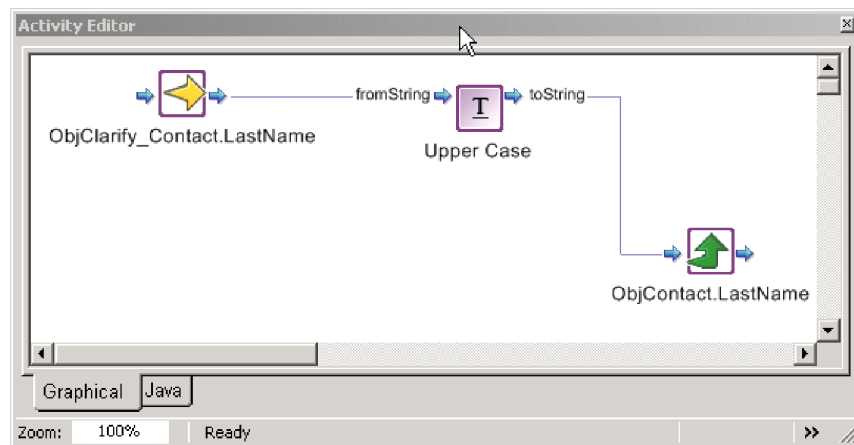 Activity Editor
fromString
toString
T
ObjClarify_Contact.LastName
Upper Case
ObjContact.LastName
Graphical
Java
Zoom: 100% Ready